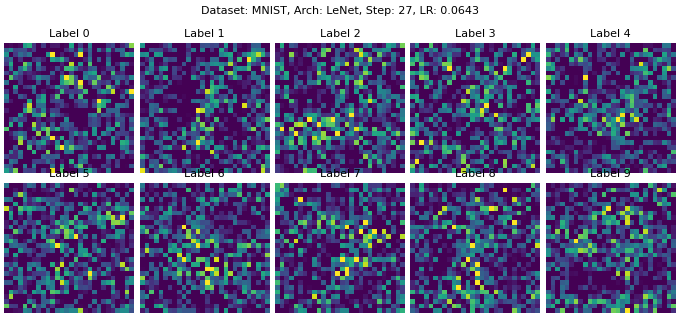 Dataset: MNIST, Arch: LeNet, Step: 27, LR: 0.0643
Label 0 Label 1 Label 2 Label 3 Label 4
Label 5 Label 6 Label 7 Label 8 Label 9